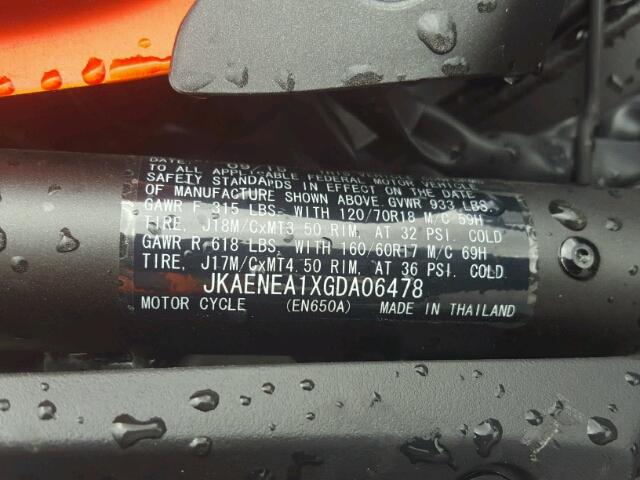 DATE: 09/15
TO ALL APPLICABLE FEDERAL MOTOR VEHICLE
SAFETY STANDARDS IN EFFECT ON THE DATE
OF MANUFACTURE SHOWN ABOVE. GVWR 933 LBS.
GAWR F 315 LBS. WITH 120/70R18 M/C 59H
TIRE, J18M/CxMT3 50 RIM, AT 32 PSI. COLD
GAWR R 618 LBS, WITH 160/60R17 M/C 69H
TIRE, J17M/CxMT4.50 RIM, AT 36 PSI. COLD
JKAENEA1XGDA06478
MOTOR CYCLE (EN650A) MADE IN THAILAND